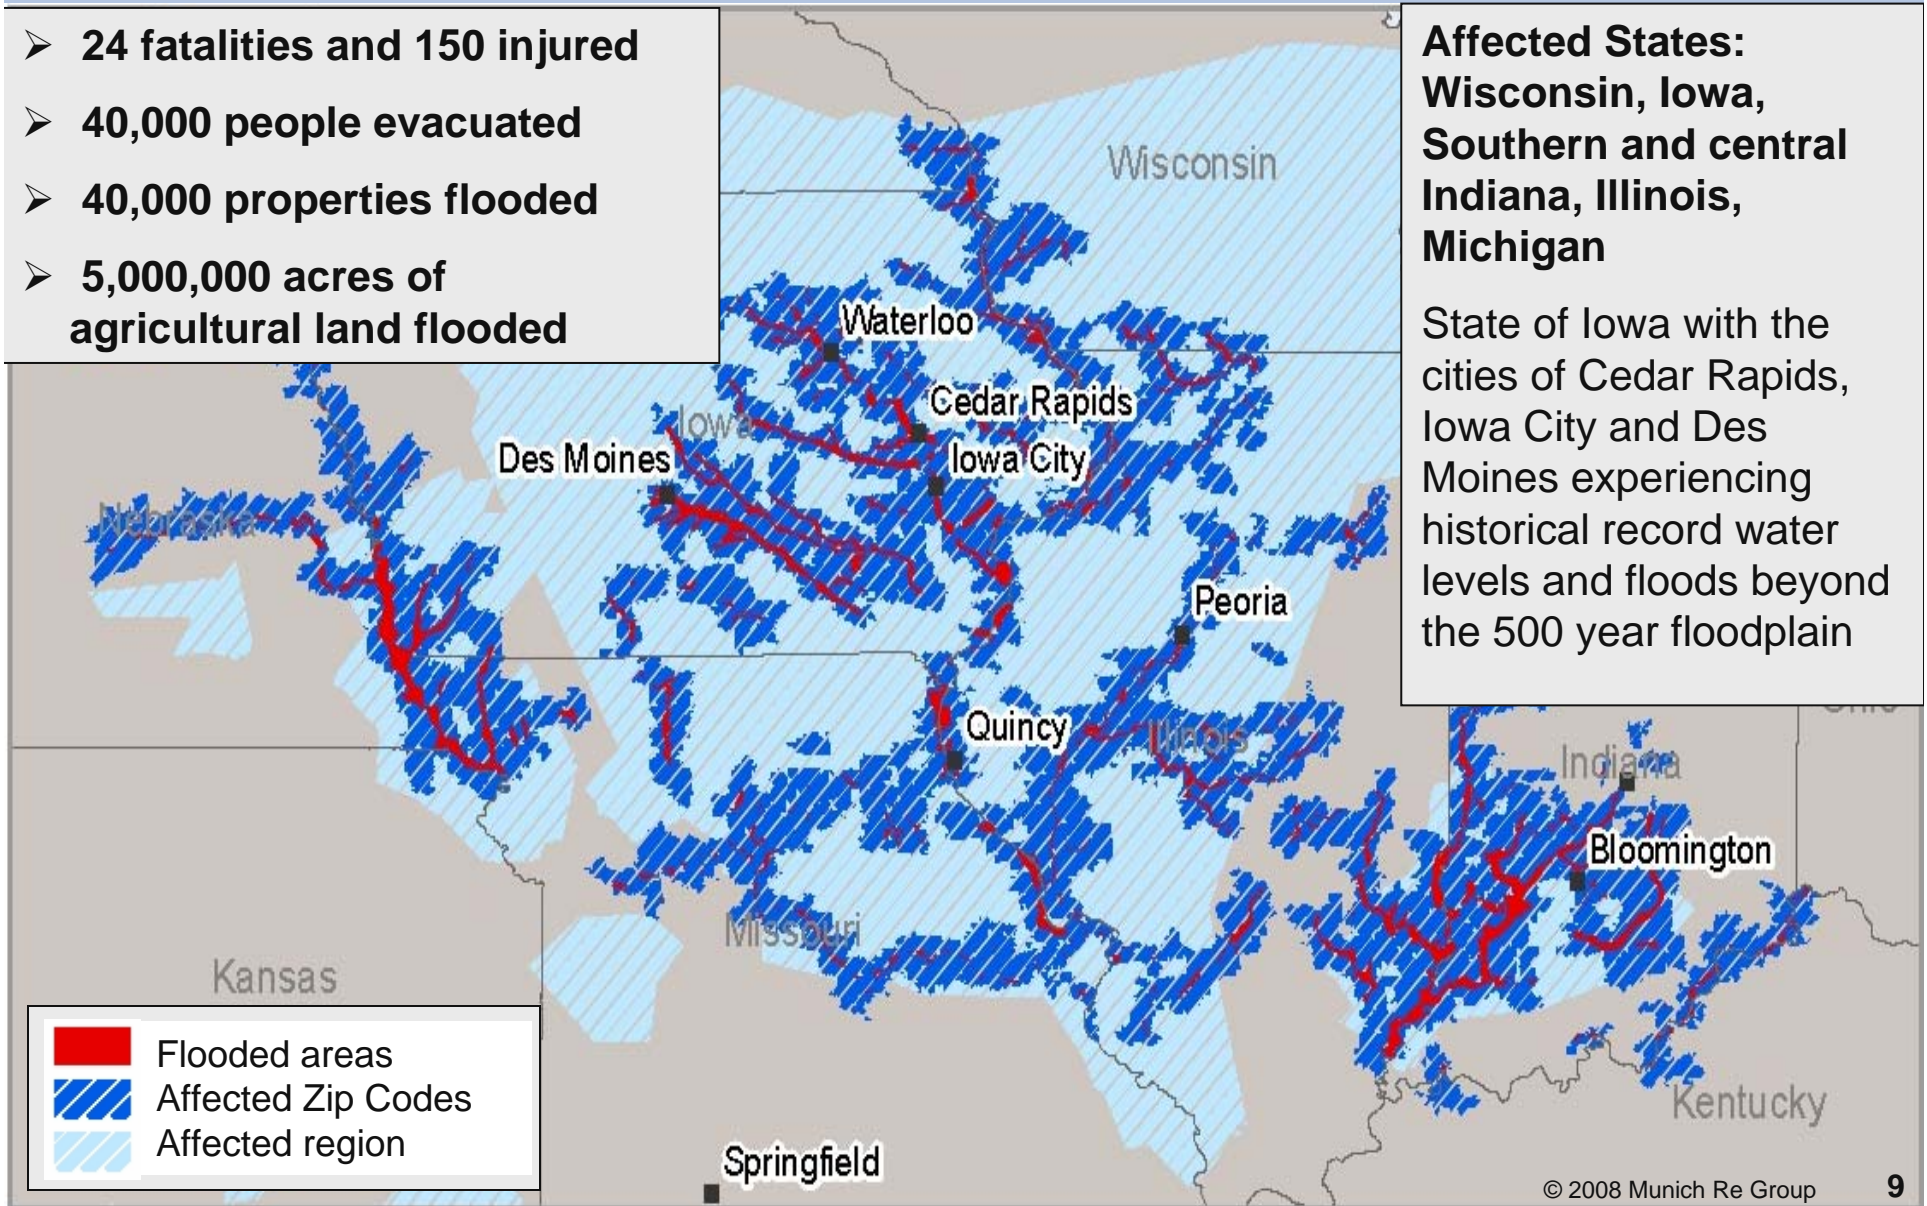 ➢ 24 fatalities and 150 injured
➢ 40,000 people evacuated
➢ 40,000 properties flooded
➢ 5,000,000 acres of
agricultural land flooded
Affected States:
Wisconsin, Iowa,
Southern and central
Indiana, Illinois,
Michigan
State of Iowa with the
cities of Cedar Rapids,
Iowa City and Des
Moines experiencing
historical record water
levels and floods beyond
the 500 year floodplain
Wisconsin
Waterloo
Cedar Rapids
Iowa
Des Moines
Iowa City
Nebraska
Peoria
Ohio
Quincy
Illinois
Indiana
Bloomington
Missouri
Kansas
Kentucky
Springfield
Flooded areas
Affected Zip Codes
Affected region
© 2008 Munich Re Group 9